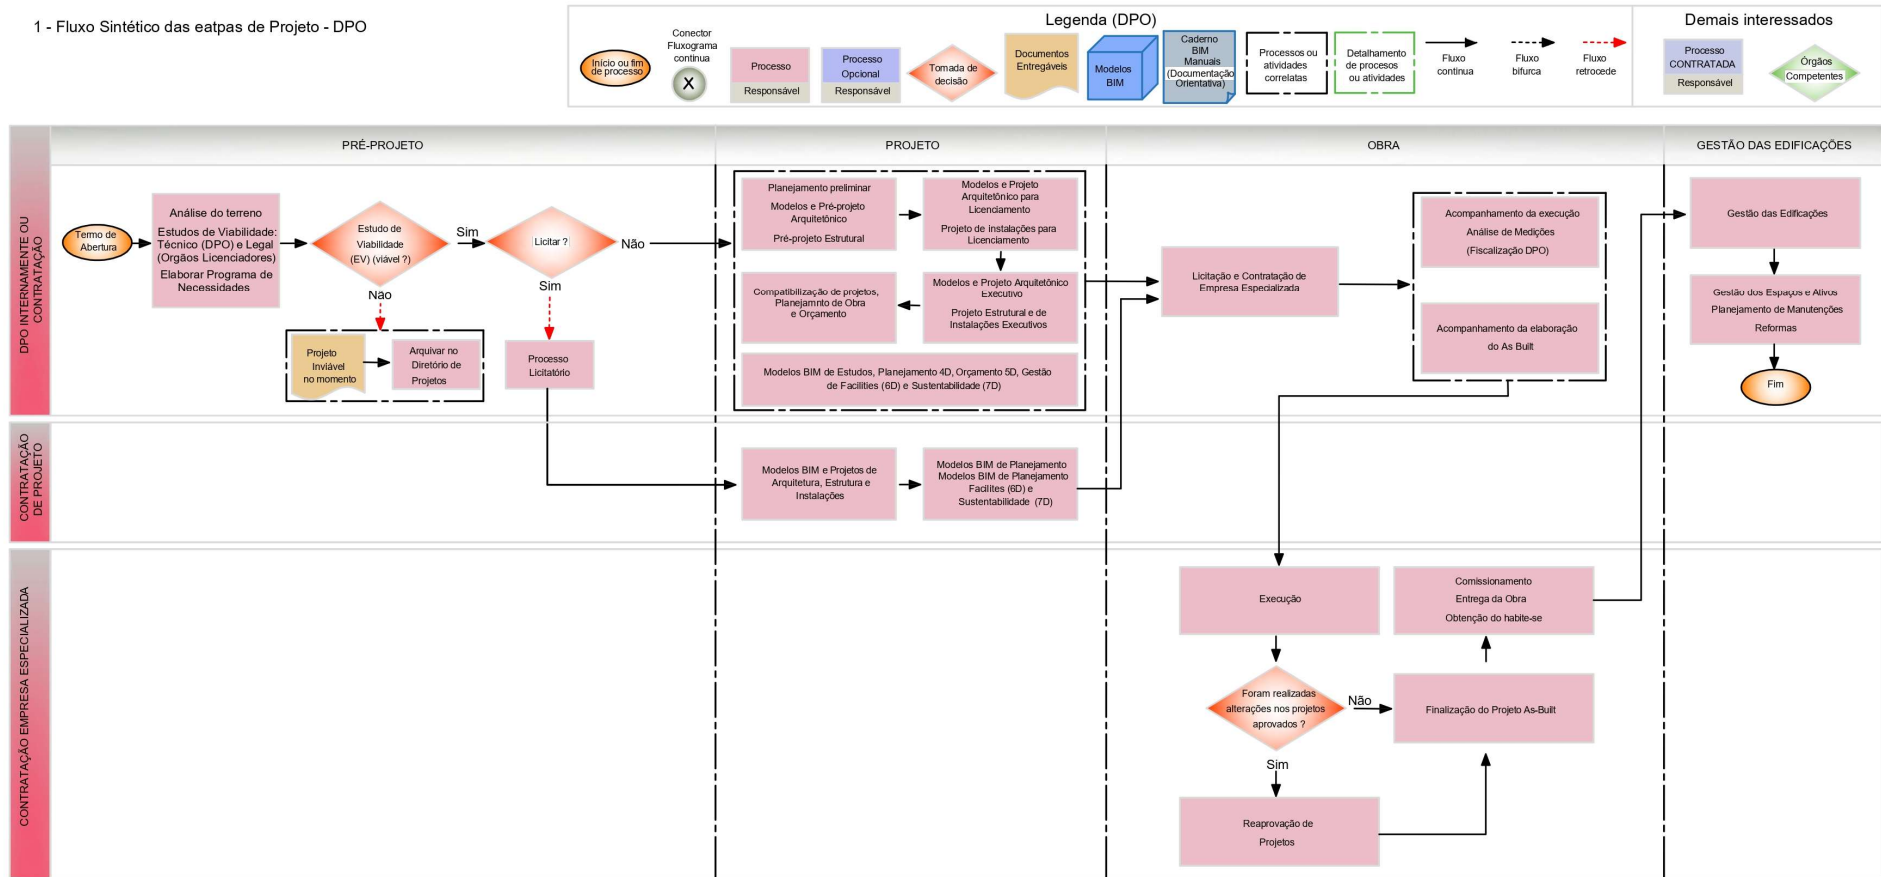 1 - Fluxo Sintético das eatpas de Projeto - DPO
Legenda (DPO)
Início ou fim
de processo
Conector
Fluxograma
continua
X
Processo
Responsável
Processo
Opcional
Responsável
Tomada de
decisão
Documentos
Entregáveis
Modelos
BIM
Caderno
BIM
Manuais
(Documentação
Orientativa)
Processos ou
atividades
correlatas
Detalhamento
de procesos
ou atividades
Fluxo
continua
Fluxo
bifurca
Fluxo
retrocede
Demais interessados
Processo
CONTRATADA
Responsável
Órgãos
Competentes
PRÉ-PROJETO
PROJETO
OBRA
GESTÃO DAS EDIFICAÇÕES
DPO INTERNAMENTE OU
CONTRATAÇÃO
Termo de
Abertura
Análise do terreno
Estudos de Viabilidade:
Técnico (DPO) e Legal
(Orgãos Licenciadores)
Elaborar Programa de
Necessidades
Estudo de
Viabilidade
(EV) (viável ?)
Sim
Não
Projeto
Inviável
no momento
Arquivar no
Diretório de
Projetos
Licitar ?
Não
Sim
Processo
Licitatório
Planejamento preliminar
Modelos e Pré-projeto
Arquitetônico
Pré-projeto Estrutural
Modelos e Projeto
Arquitetônico para
Licenciamento
Projeto de instalações para
Licenciamento
Modelos e Projeto Arquitetônico
Executivo
Projeto Estrutural e de
Instalações Executivos
Compatibilização de projetos,
Planejamnto de Obra
e Orçamento
Modelos BIM de Estudos, Planejamento 4D, Orçamento 5D, Gestão
de Facilities (6D) e Sustentabilidade (7D)
Licitação e Contratação de
Empresa Especializada
Acompanhamento da execução
Análise de Medições
(Fiscalização DPO)
Acompanhamento da elaboração
do As Built
Gestão das Edificações
Gestão dos Espaços e Ativos
Planejamento de Manutenções
Reformas
Fim
CONTRATAÇÃO
DE PROJETO
Modelos BIM e Projetos de
Arquitetura, Estrutura e
Instalações
Modelos BIM de Planejamento
Modelos BIM de Planejamento
Facilites (6D) e
Sustentabilidade (7D)
CONTRATAÇÃO EMPRESA ESPECIALIZADA
Execução
Foram realizadas
alterações nos projetos
aprovados ?
Não
Sim
Reaprovação de
Projetos
Finalização do Projeto As-Built
Comissionamento
Entrega da Obra
Obtenção do habite-se